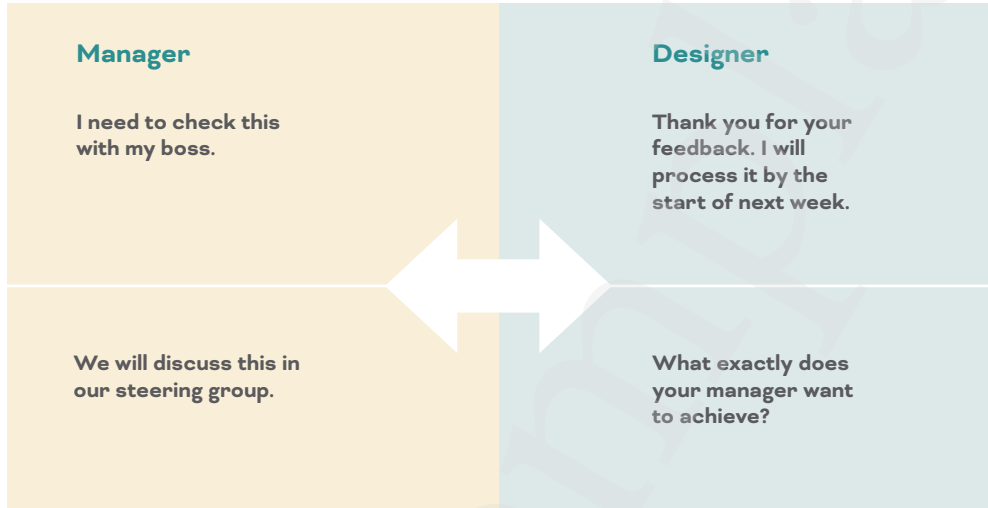 Manager
Designer
I need to check this
with my boss.
Thank you for your
feedback. I will
process it by the
start of next week.
We will discuss this in
our steering group.
What exactly does
your manager want
to achieve?